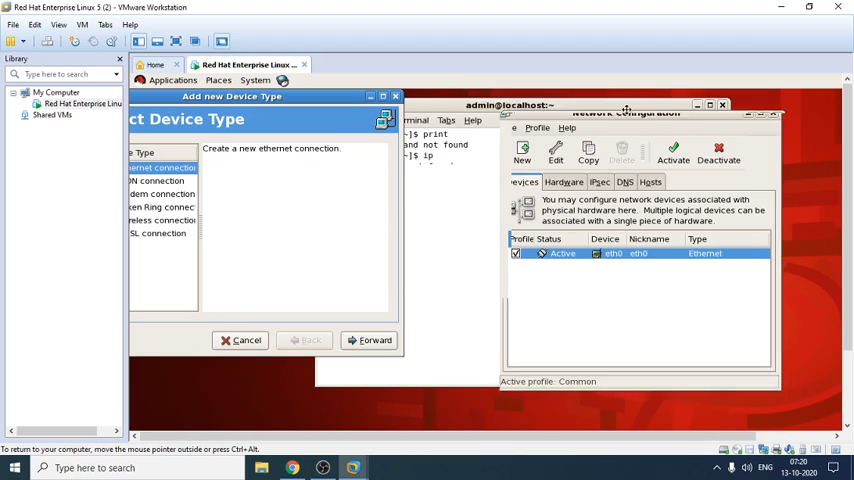 Red Hat Enterprise Linux 5 (2) - VMware Workstation
File Edit View VM Tabs Help
Library
Type here to search
My Computer
Red Hat Enterprise Linu
Shared VMs
Home
Red Hat Enterprise Linux ...
Applications Places System
Add new Device Type
ct Device Type
e Type
hernet connec
DN connection
dem connection
ken Ring connec
reless connectio
SL connection
Create a new ethernet connection.
Cancel
Back
Forward
admin@localhost:~
rminal Tabs Help
~]$ print
and not found
~]$ ip
Network Configuration
e Profile Help
New
Edit
Copy
Delete
Activate
Deactivate
evices Hardware IPsec DNS Hosts
You may configure network devices associated with
physical hardware here. Multiple logical devices can be
associated with a single piece of hardware.
Profile Status Device Nickname Type
Active eth0 eth0 Ethernet
Active profile: Common
To return to your computer, move the mouse pointer outside or press Ctrl+Alt.
Type here to search
ENG
07:20
13-10-2020